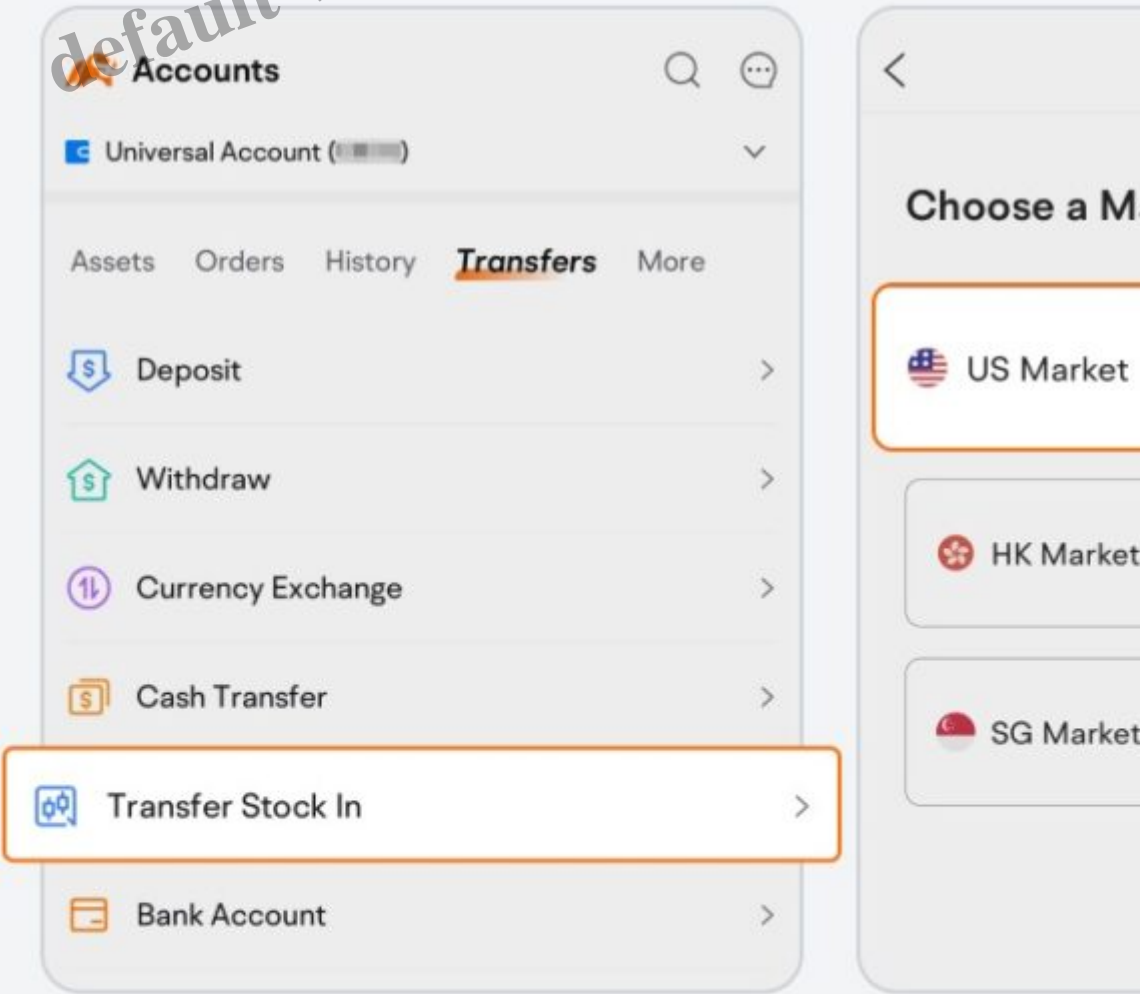 default
Accounts
Universal Account ( )
Assets Orders History Transfers More
Deposit
Withdraw
Currency Exchange
Cash Transfer
Transfer Stock In
Bank Account
Choose a
US Market
HK Market
SG Market